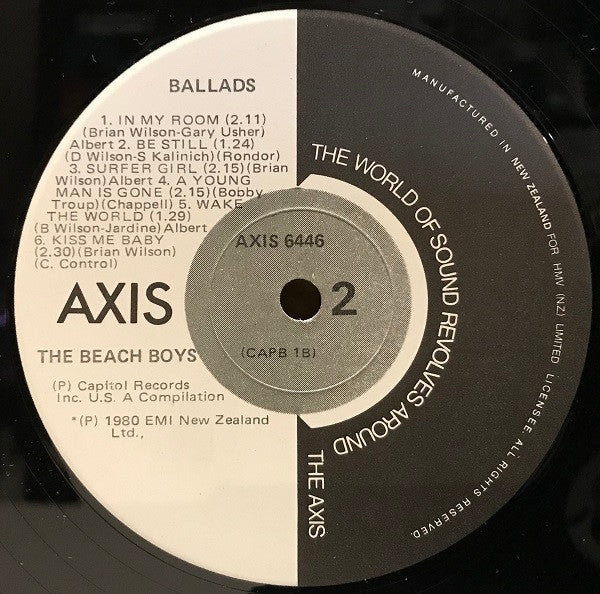 BALLADS
1. IN MY ROOM (2.11)
(Brian Wilson-Gary Usher)
Albert 2. BE STILL (1.24)
(D Wilson-S Kalinich) (Rondor)
3. SURFER GIRL (2.15) (Brian
Wilson) Albert 4. A YOUNG
MAN IS GONE (2.15) (Bobby
Troup) (Chappell) 5. WAKE
THE WORLD (1.29)
(B Wilson-Jardine) Albert
6. KISS ME BABY
(2.30) (Brian Wilson)
(C. Control)
AXIS
THE BEACH BOYS
(P) Capitol Records
Inc. U.S. A Compilation
*(P) 1980 EMI New Zealand
Ltd.,
AXIS 6446
2
(CAPB 1B)
THE WORLD OF SOUND REVOLVES AROUND
THE AXIS
MANUFACTURED IN NEW ZEALAND FOR HMV (N.Z) LIMITED LICENSEE ALL RIGHTS RESERVED.